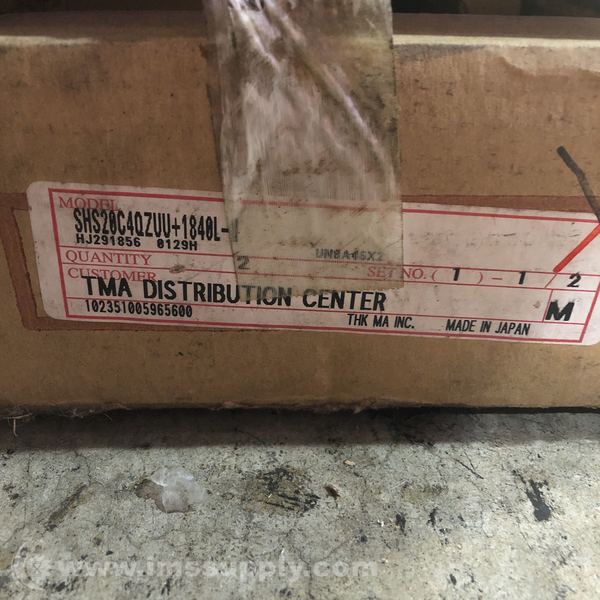 MODEL
SHS20C4QZUU+1840L-
HJ291856 0129H
QUANTITY 2 UN8A46X2
CUSTOMER SET NO. ( 1 ) - 1 / 2
TMA DISTRIBUTION CENTER M
102351005965600
THK MA INC. MADE IN JAPAN
www.imssupply.com